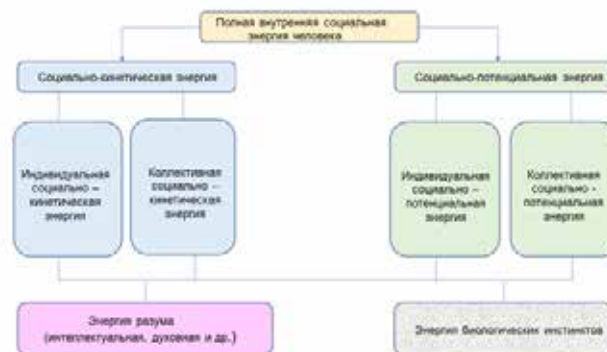 Полная внутренняя социальная
энергия человека
Социально-кинетическая энергия
Социально-потенциальная энергия
Индивидуальная
социально –
кинетическая
энергия
Коллективная
социально –
кинетическая
энергия
Индивидуальная
социально –
потенциальная
энергия
Коллективная
социально -
потенциальная
энергия
Энергия разума
(интеллектуальная, духовная и др.)
Энергия биологических инстинктов